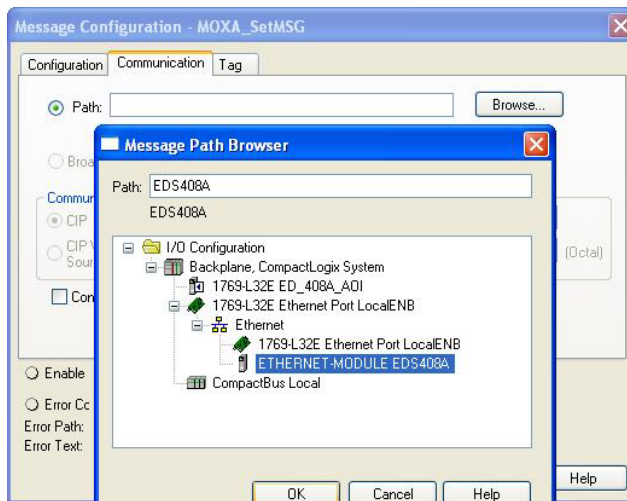 Message Configuration - MOXA_SetMSG
Configuration Communication Tag
Path: Browse...
Message Path Browser
Path: EDS408A
EDS408A
I/O Configuration
Backplane, CompactLogix System
1769-L32E ED_408A_AOI
1769-L32E Ethernet Port LocalENB
Ethernet
1769-L32E Ethernet Port LocalENB
ETHERNET-MODULE EDS408A
CompactBus Local
Broa
Commur
CIP
CIP V
Sour
(Octal)
Con
Enable
Error Cc
Error Path:
Error Text:
OK Cancel Help
Help